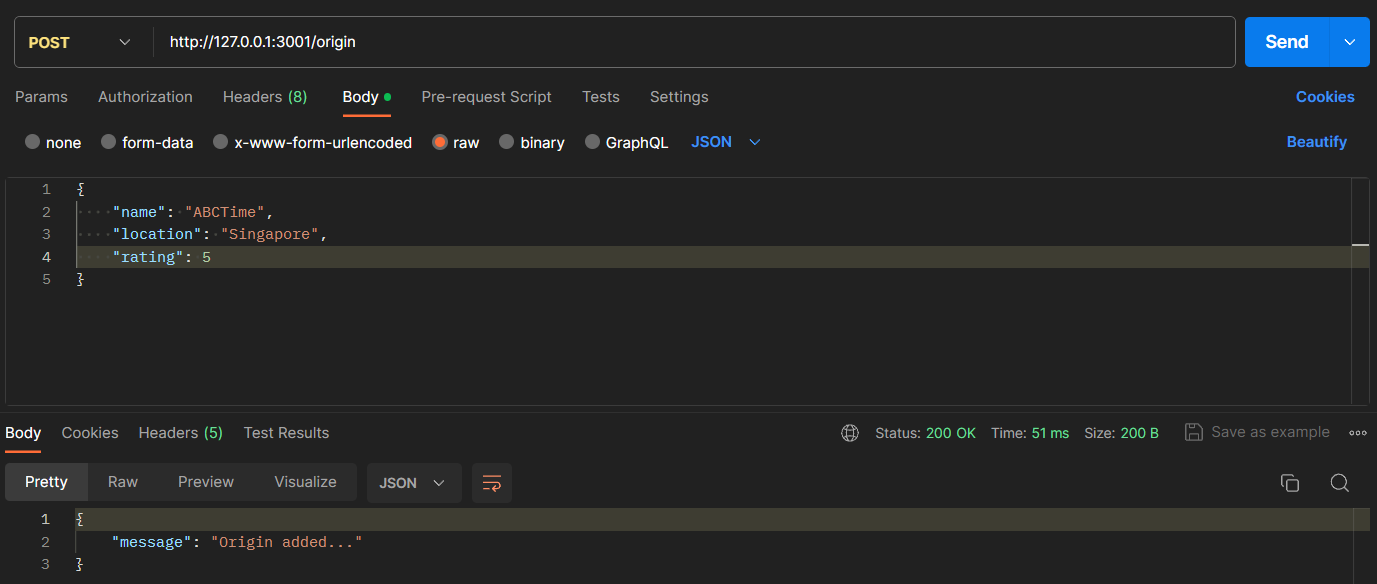 POST http://127.0.0.1:3001/origin Send
Params Authorization Headers (8) Body Pre-request Script Tests Settings Cookies
none form-data x-www-form-urlencoded raw binary GraphQL JSON Beautify
1 {
2 "name": "ABCTime",
3 "location": "Singapore",
4 "rating": 5
5 }
Body Cookies Headers (5) Test Results Status: 200 OK Time: 51 ms Size: 200 B Save as example
Pretty Raw Preview Visualize JSON
1 {
2 "message": "Origin added..."
3 }